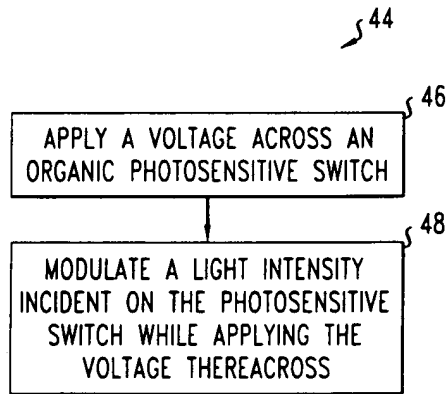 44
46
APPLY A VOLTAGE ACROSS AN
ORGANIC PHOTOSENSITIVE SWITCH
48
MODULATE A LIGHT INTENSITY
INCIDENT ON THE PHOTOSENSITIVE
SWITCH WHILE APPLYING THE
VOLTAGE THEREACROSS